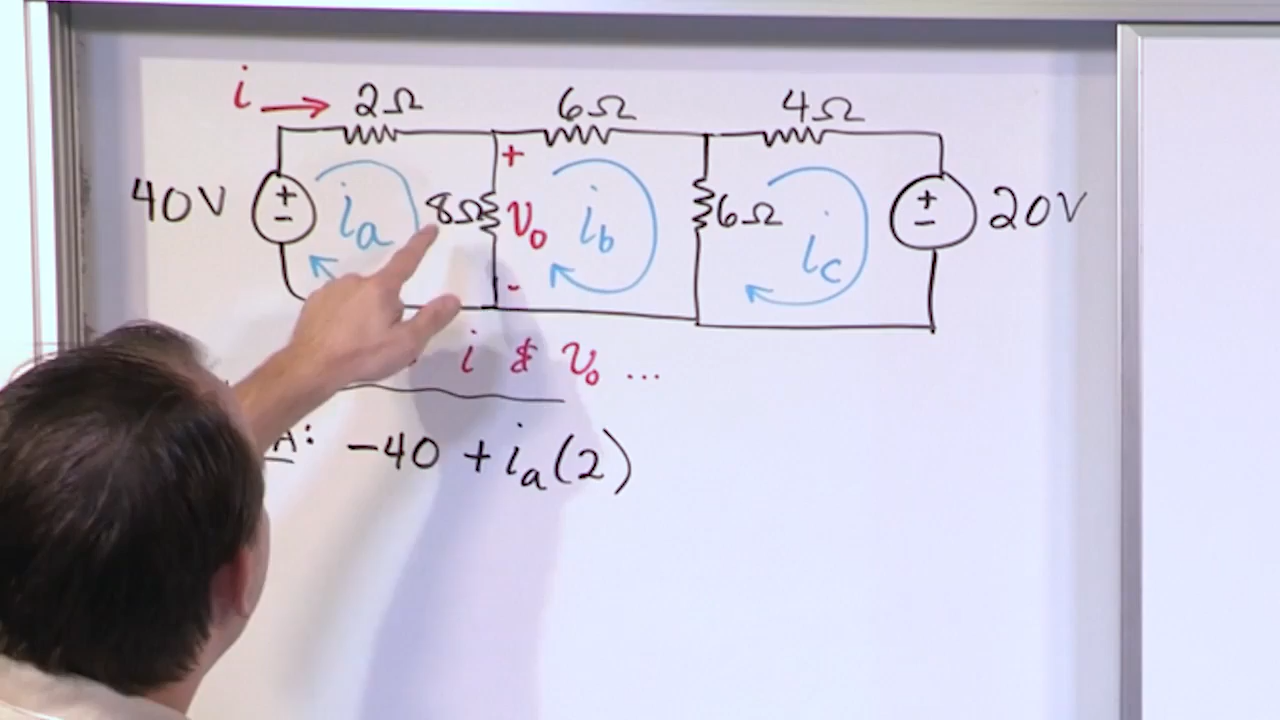 i → 2Ω 6Ω 4Ω
40V + - ia 8Ω + v₀ - ib 6Ω ic + - 20V
i & v₀ ...
A: -40 + ia(2)